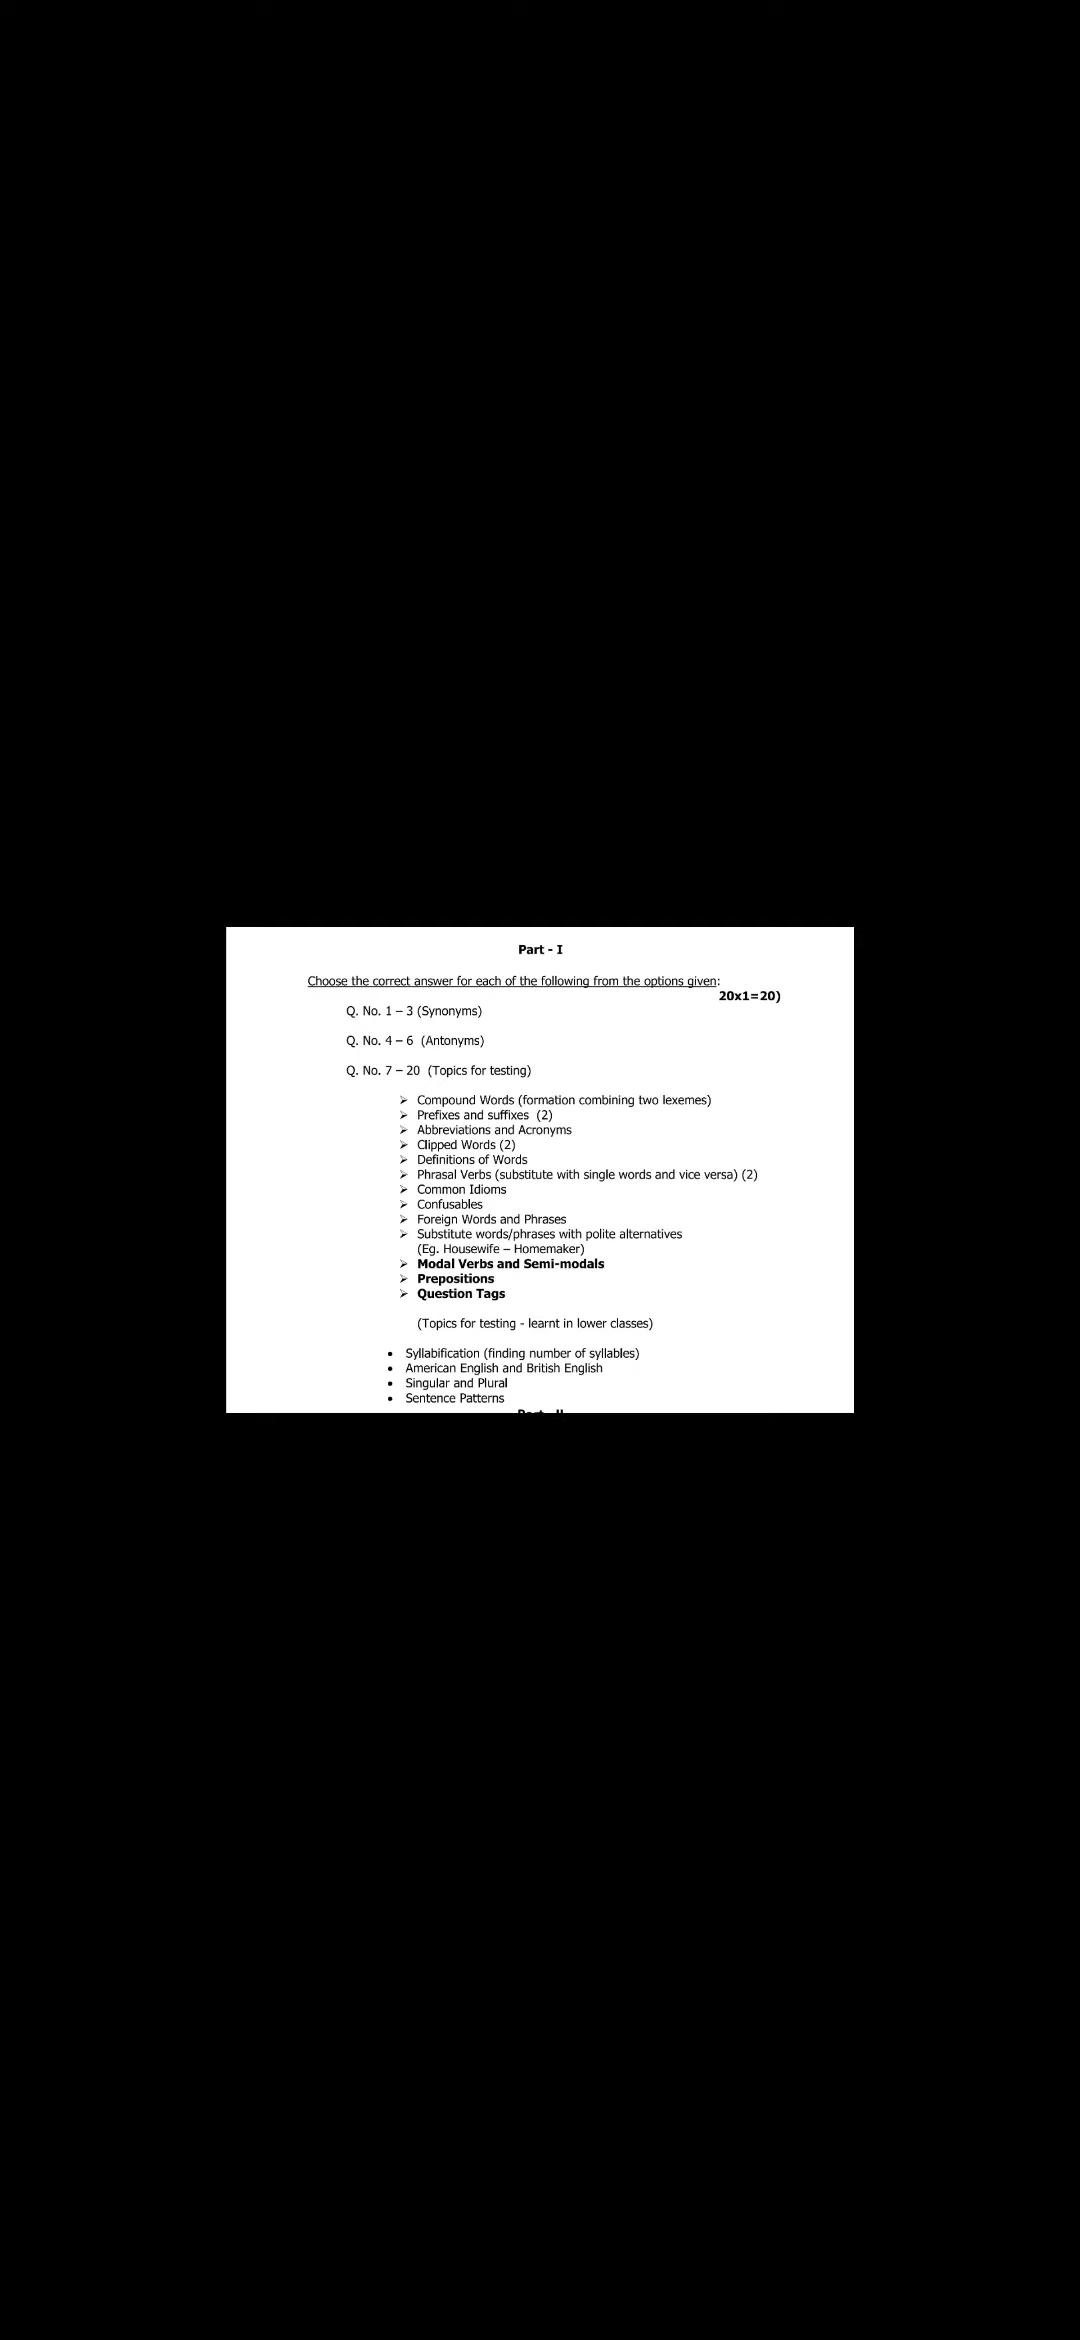 Part - I
Choose the correct answer for each of the following from the options given:
20x1=20)
Q. No. 1 – 3 (Synonyms)
Q. No. 4 – 6 (Antonyms)
Q. No. 7 – 20 (Topics for testing)
➢ Compound Words (formation combining two lexemes)
➢ Prefixes and suffixes (2)
➢ Abbreviations and Acronyms
➢ Clipped Words (2)
➢ Definitions of Words
➢ Phrasal Verbs (substitute with single words and vice versa) (2)
➢ Common Idioms
➢ Confusables
➢ Foreign Words and Phrases
➢ Substitute words/phrases with polite alternatives
(Eg. Housewife – Homemaker)
➢ Modal Verbs and Semi-modals
➢ Prepositions
➢ Question Tags
(Topics for testing - learnt in lower classes)
• Syllabification (finding number of syllables)
• American English and British English
• Singular and Plural
• Sentence Patterns